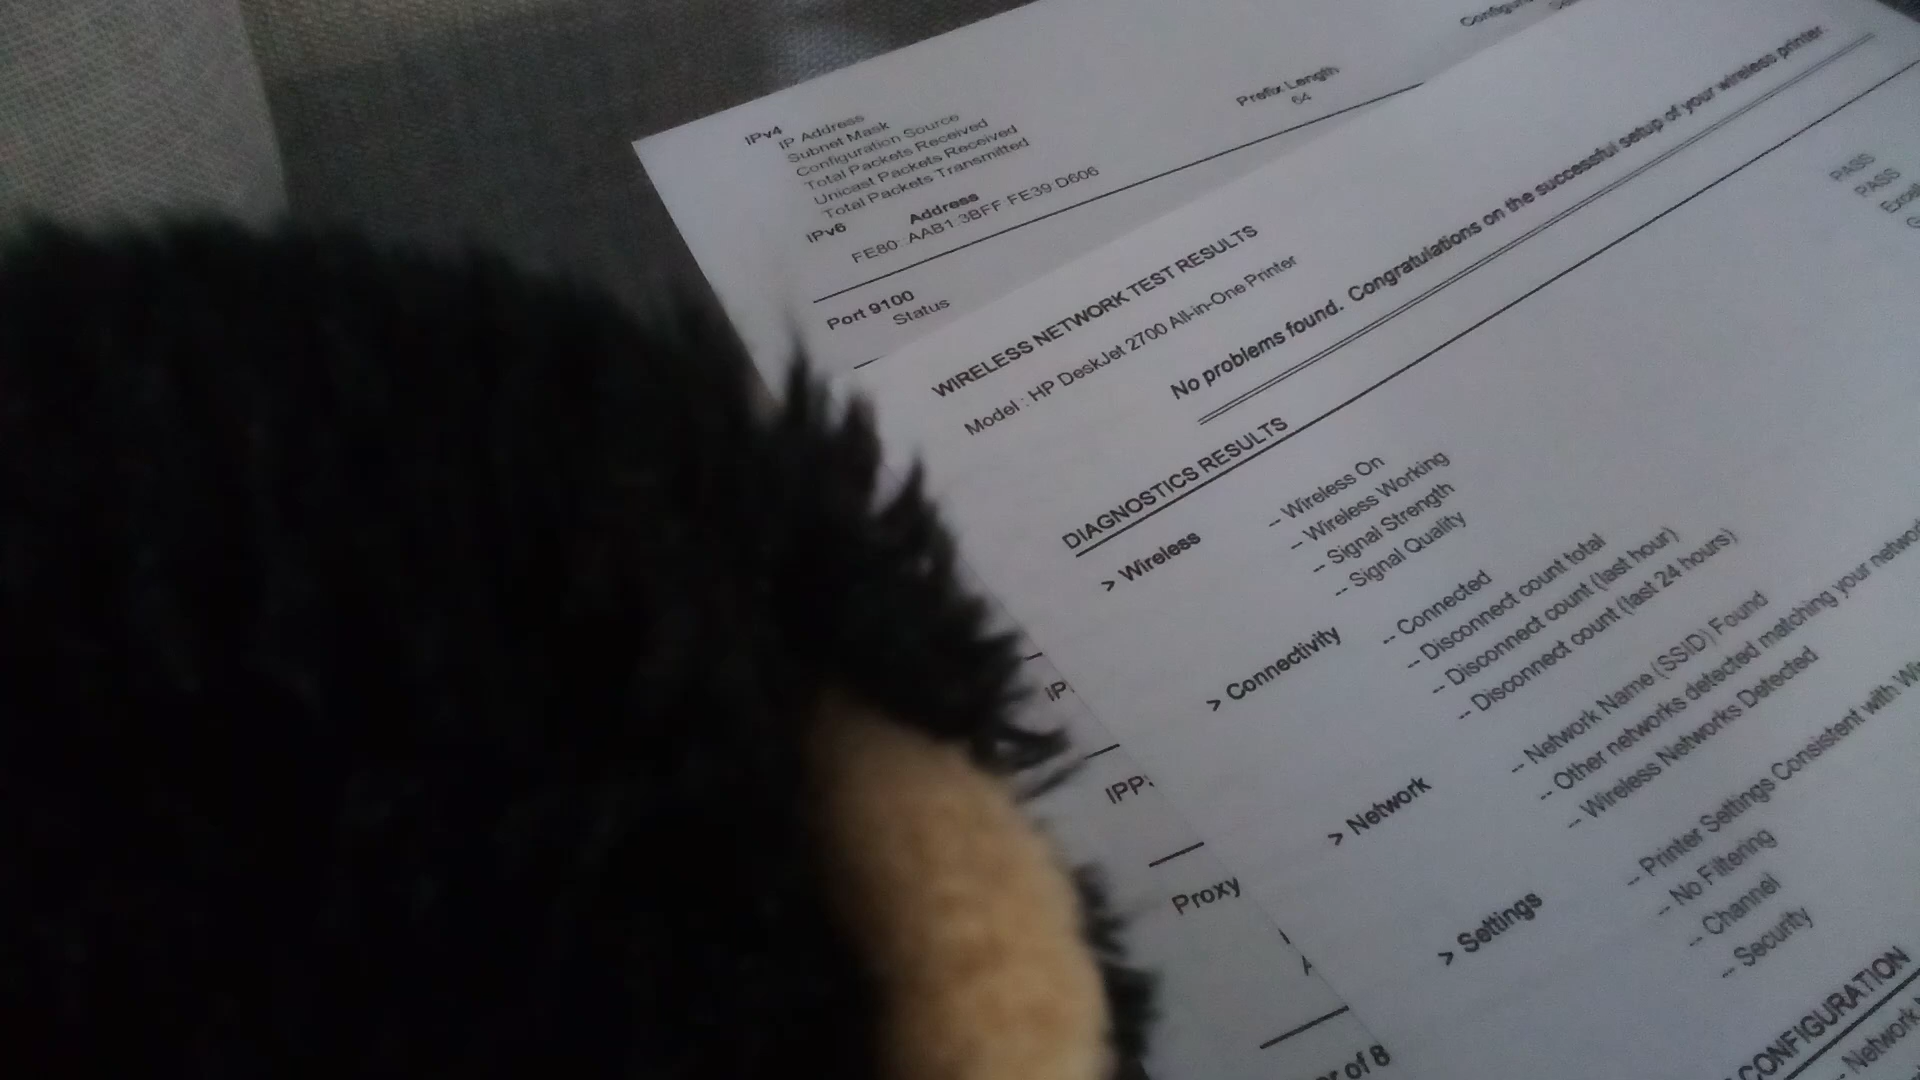 IPv4
IP Address
Subnet Mask
Configuration Source
Total Packets Received
Unicast Packets Received
Total Packets Transmitted
IPv6
Address
Prefix Length
FE80::AAB1:3BFF:FE39:D606
64
Port 9100
Status
IPP
Proxy
of 8
WIRELESS NETWORK TEST RESULTS
Model : HP DeskJet 2700 All-in-One Printer
No problems found. Congratulations on the successful setup of your wireless printer.
DIAGNOSTICS RESULTS
> Wireless
-- Wireless On PASS
-- Wireless Working PASS
-- Signal Strength
-- Signal Quality
> Connectivity
-- Connected
-- Disconnect count total
-- Disconnect count (last hour)
-- Disconnect count (last 24 hours)
> Network
-- Network Name (SSID) Found
-- Other networks detected matching your network
-- Wireless Networks Detected
> Settings
-- Printer Settings Consistent with
-- No Filtering
-- Channel
-- Security
CONFIGURATION
-- Network